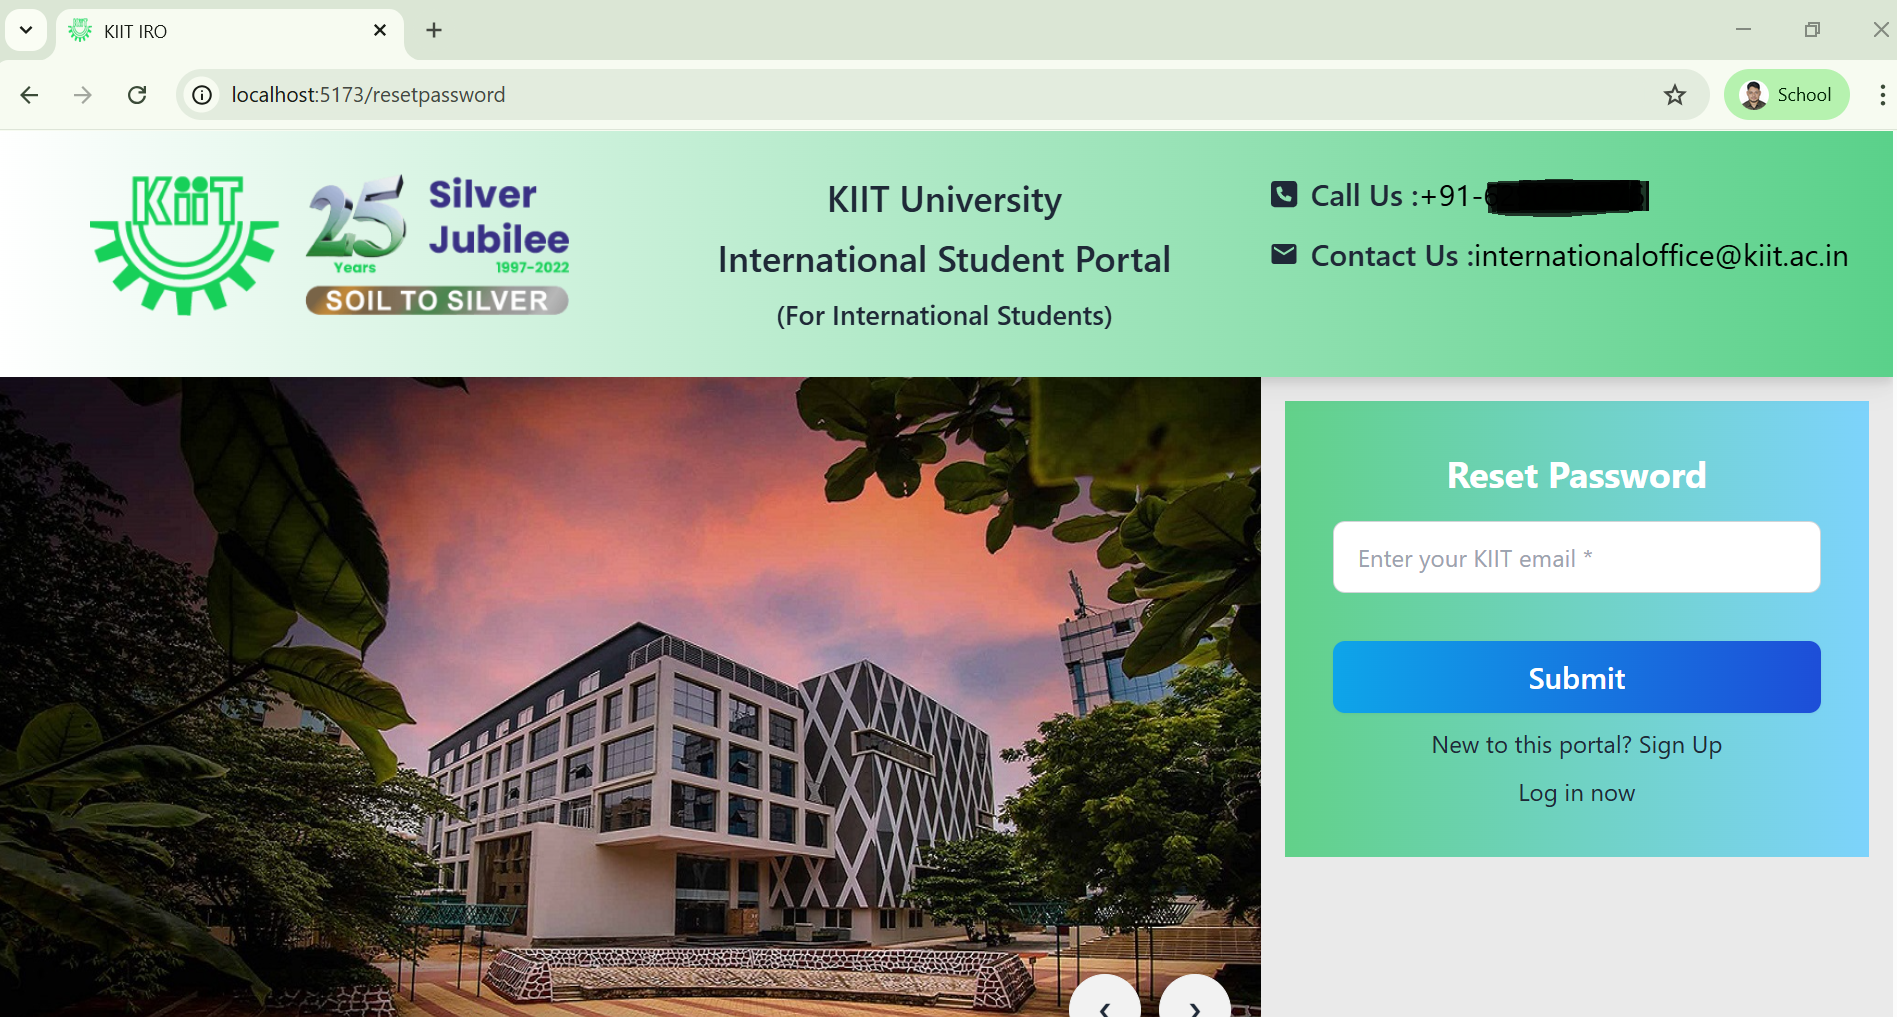 KIIT IRO
localhost:5173/resetpassword
School
KiiT
25 Years
Silver
Jubilee
1997-2022
SOIL TO SILVER
KIIT University
International Student Portal
(For International Students)
Call Us :+91-
Contact Us :internationaloffice@kiit.ac.in
Reset Password
Enter your KIIT email *
Submit
New to this portal? Sign Up
Log in now